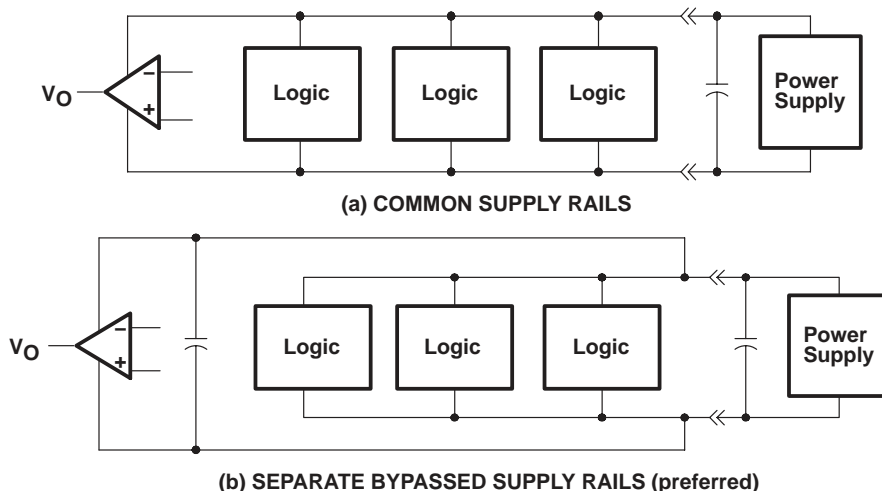 −
+
VO
Logic
Logic
Logic
Power
Supply
(a) COMMON SUPPLY RAILS
−
+
VO
Logic
Logic
Logic
Power
Supply
(b) SEPARATE BYPASSED SUPPLY RAILS (preferred)